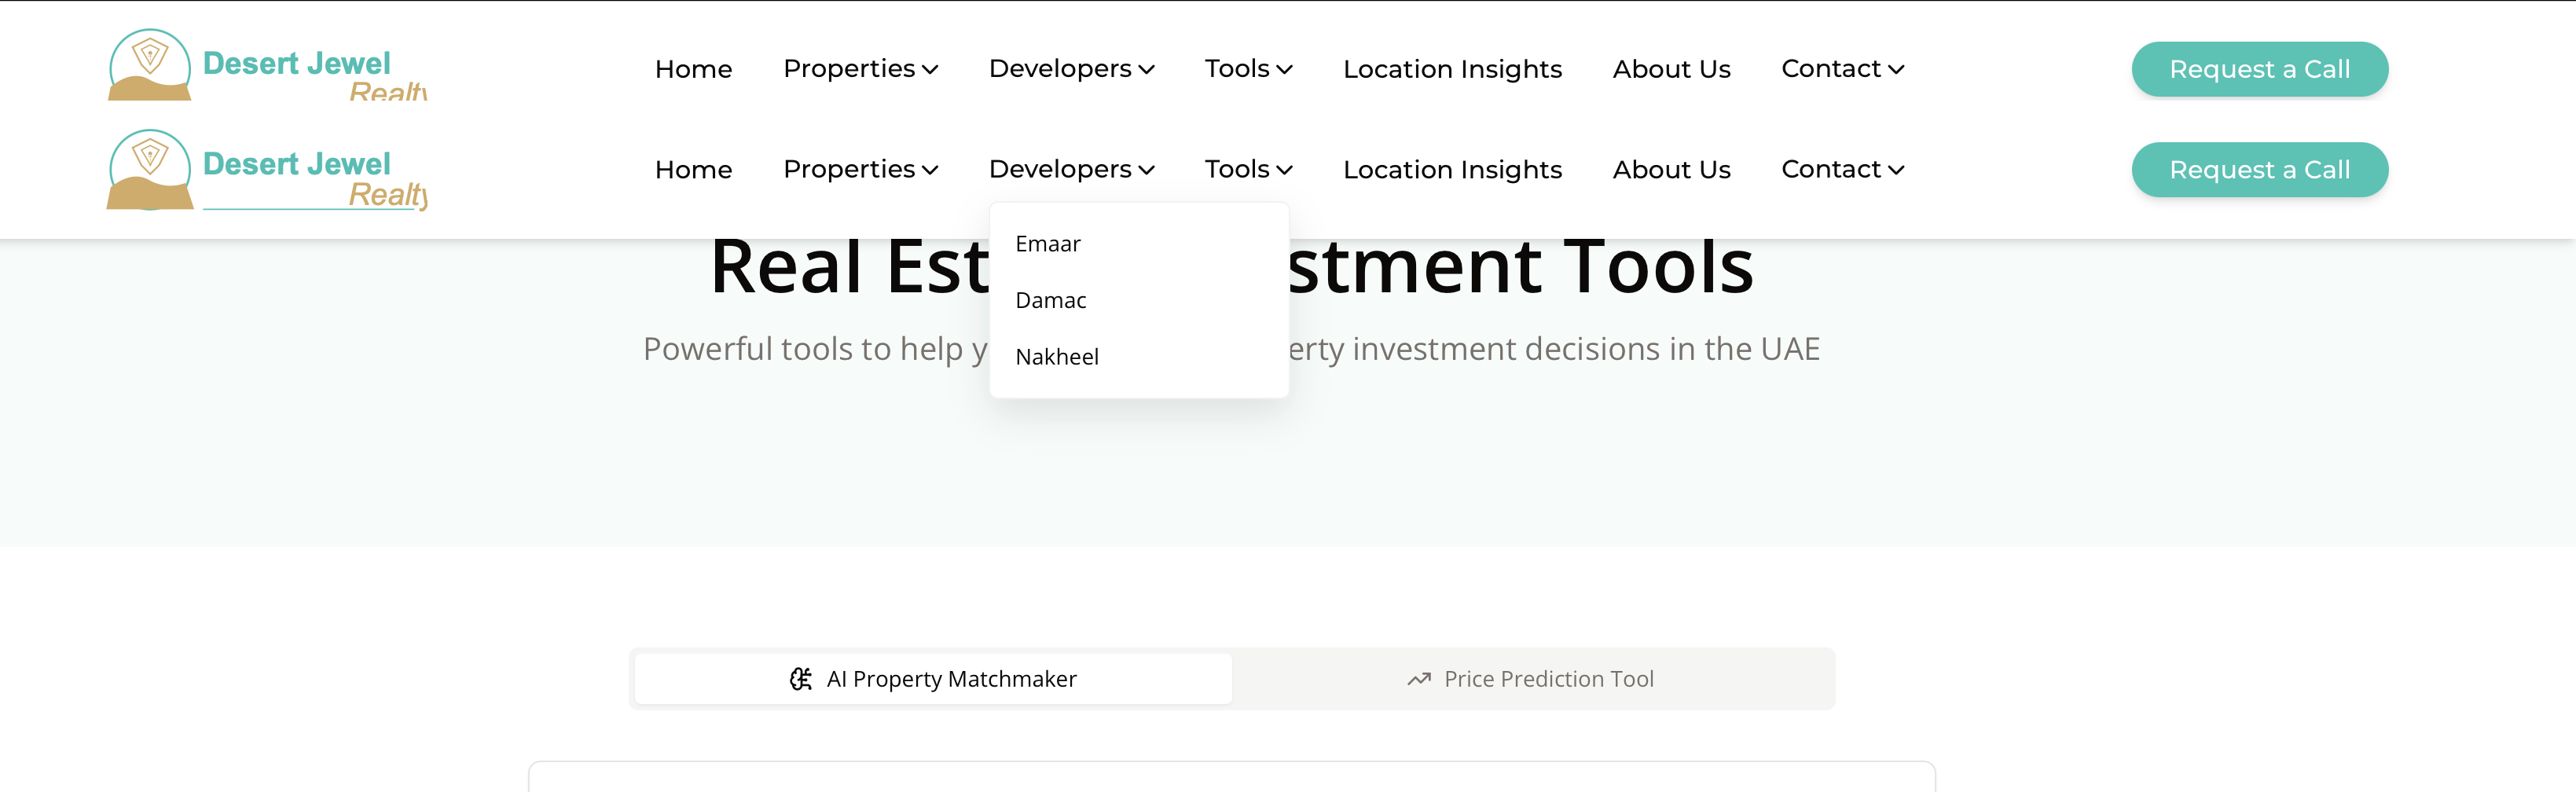 Desert Jewel
Realty
Home Properties Developers Tools Location Insights About Us Contact
Request a Call
Desert Jewel
Realty
Home Properties Developers Tools Location Insights About Us Contact
Request a Call
Emaar
Damac
Nakheel
Real Est stment Tools
Powerful tools to help y erty investment decisions in the UAE
AI Property Matchmaker
Price Prediction Tool